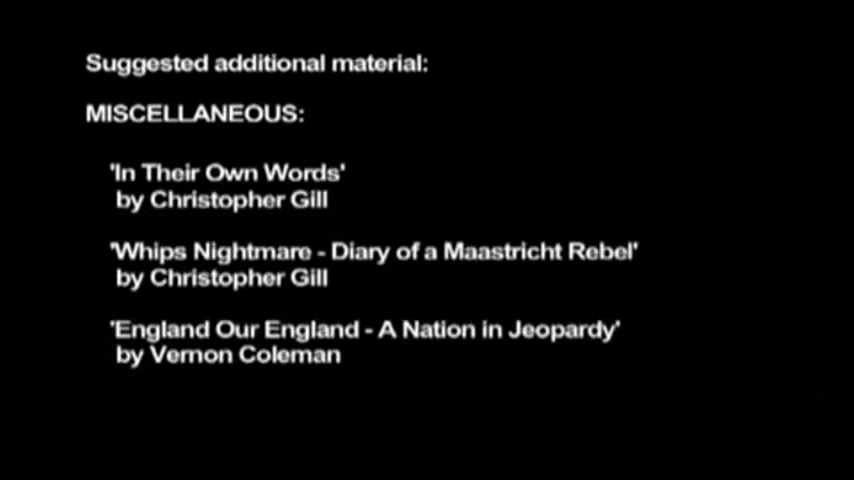 Suggested additional material:
MISCELLANEOUS:
'In Their Own Words'
by Christopher Gill
'Whips Nightmare - Diary of a Maastricht Rebel'
by Christopher Gill
'England Our England - A Nation in Jeopardy'
by Vernon Coleman